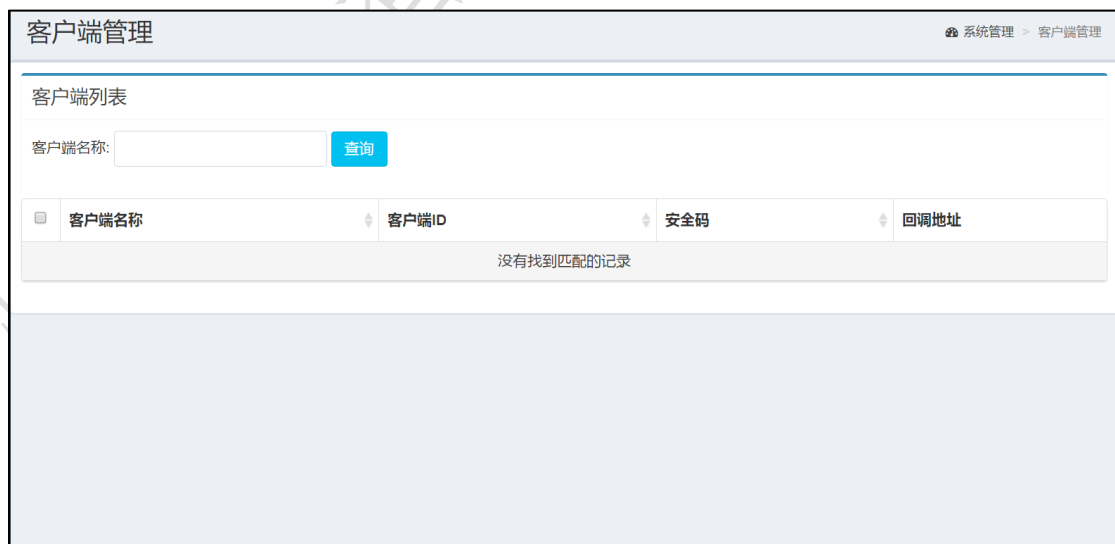 客户端管理
系统管理 > 客户端管理
客户端列表
客户端名称:
查询
客户端名称 客户端ID 安全码 回调地址
没有找到匹配的记录